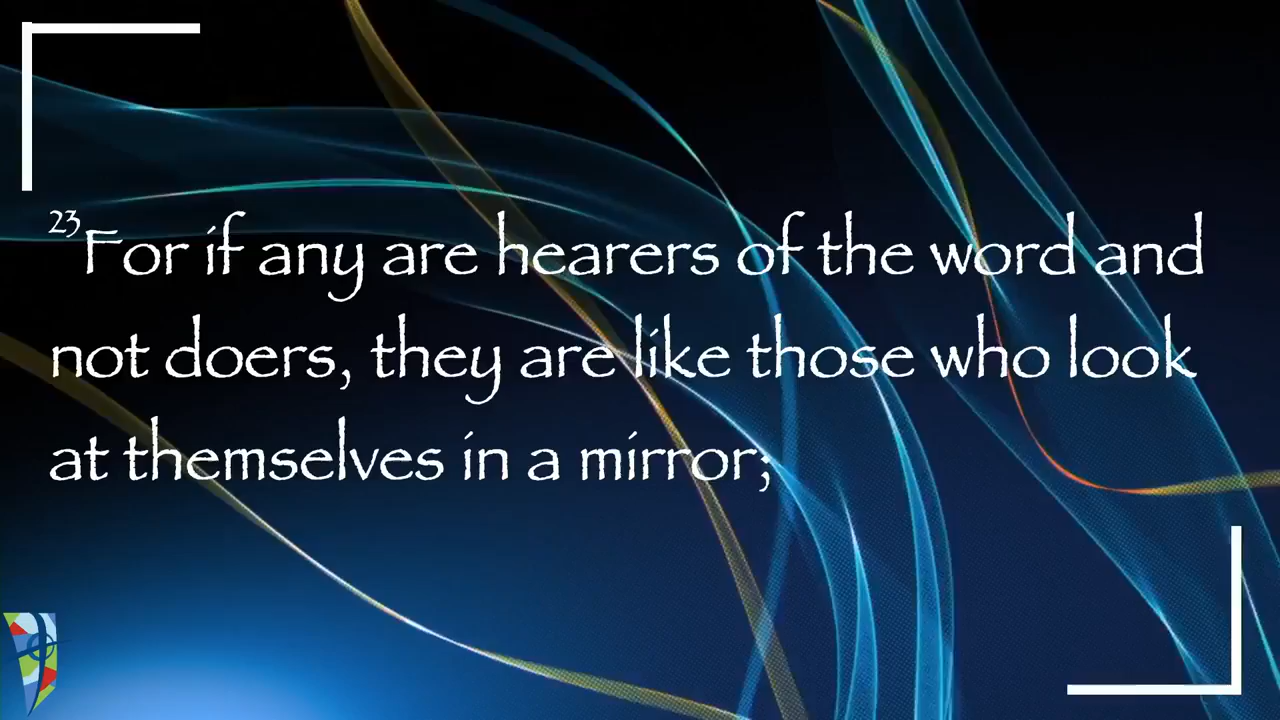 23For if any are hearers of the word and
not doers, they are like those who look
at themselves in a mirror;